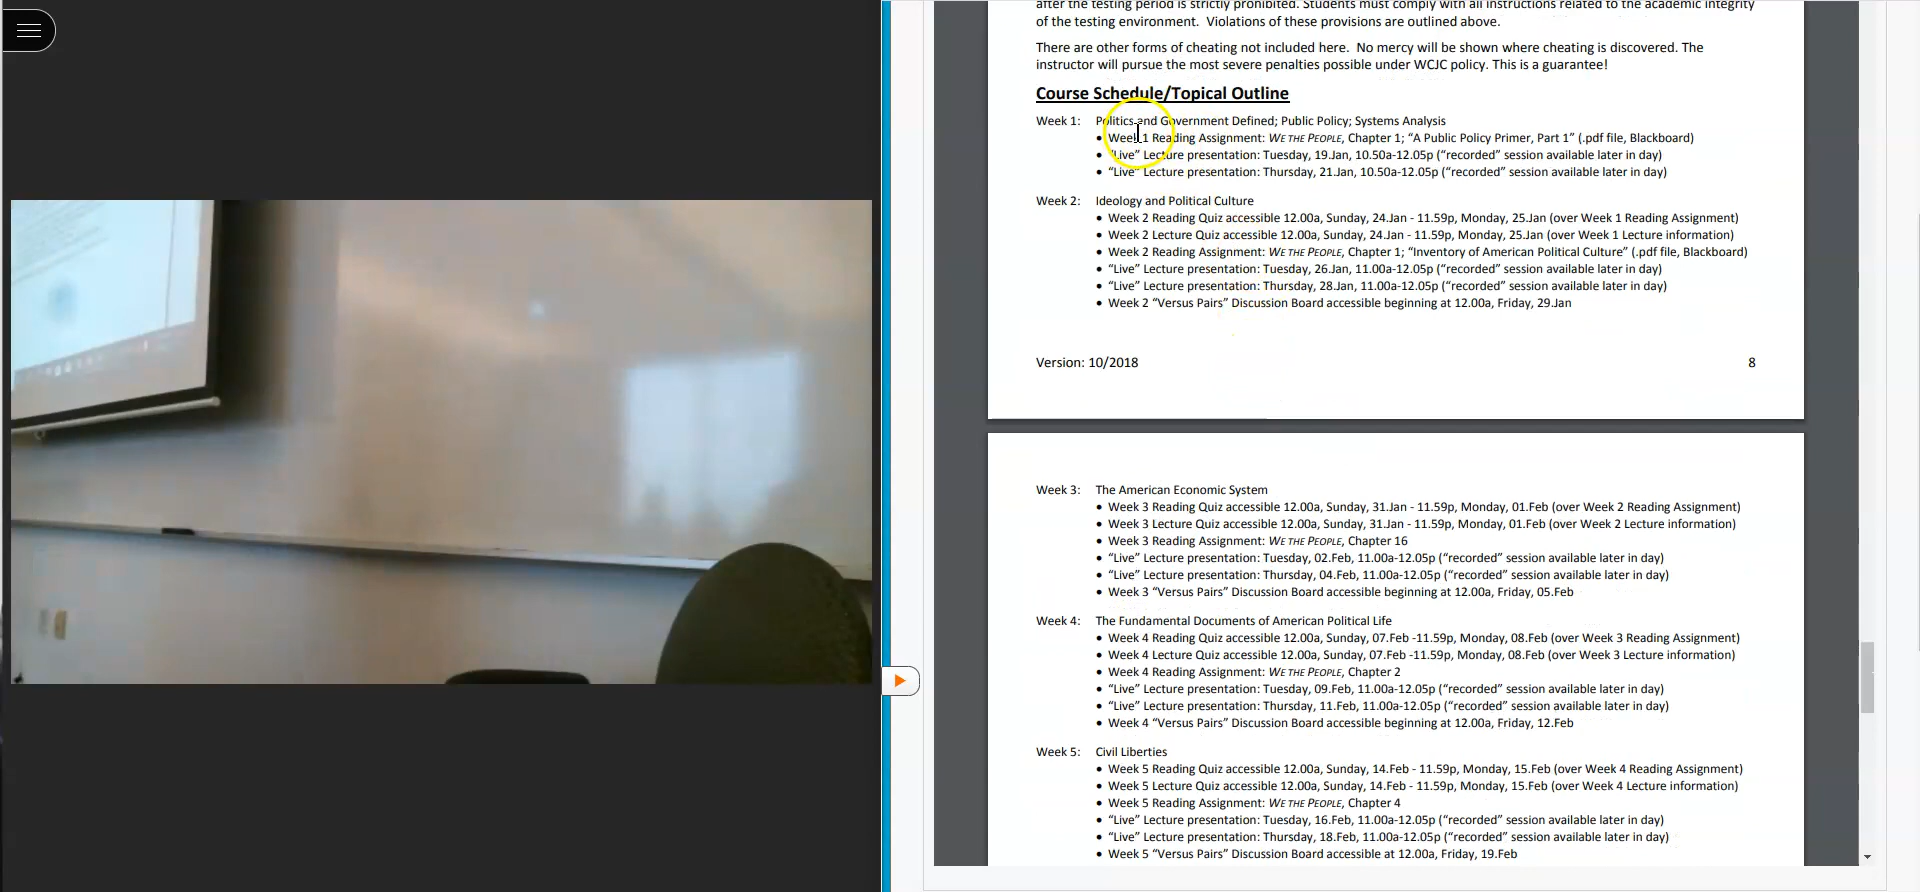 after the testing period is strictly prohibited. Students must comply with all instructions related to the academic integrity
of the testing environment.  Violations of these provisions are outlined above.
There are other forms of cheating not included here.  No mercy will be shown where cheating is discovered. The
instructor will pursue the most severe penalties possible under WCJC policy. This is a guarantee!
Course Schedule/Topical Outline
Week 1: Politics and Government Defined; Public Policy; Systems Analysis
• Week 1 Reading Assignment: WE THE PEOPLE, Chapter 1; “A Public Policy Primer, Part 1” (.pdf file, Blackboard)
• “Live” Lecture presentation: Tuesday, 19.Jan, 10.50a-12.05p (“recorded” session available later in day)
• “Live” Lecture presentation: Thursday, 21.Jan, 10.50a-12.05p (“recorded” session available later in day)
Week 2: Ideology and Political Culture
• Week 2 Reading Quiz accessible 12.00a, Sunday, 24.Jan - 11.59p, Monday, 25.Jan (over Week 1 Reading Assignment)
• Week 2 Lecture Quiz accessible 12.00a, Sunday, 24.Jan - 11.59p, Monday, 25.Jan (over Week 1 Lecture information)
• Week 2 Reading Assignment: WE THE PEOPLE, Chapter 1; “Inventory of American Political Culture” (.pdf file, Blackboard)
• “Live” Lecture presentation: Tuesday, 26.Jan, 11.00a-12.05p (“recorded” session available later in day)
• “Live” Lecture presentation: Thursday, 28.Jan, 11.00a-12.05p (“recorded” session available later in day)
• Week 2 “Versus Pairs” Discussion Board accessible beginning at 12.00a, Friday, 29.Jan
Version: 10/2018 8
Week 3: The American Economic System
• Week 3 Reading Quiz accessible 12.00a, Sunday, 31.Jan - 11.59p, Monday, 01.Feb (over Week 2 Reading Assignment)
• Week 3 Lecture Quiz accessible 12.00a, Sunday, 31.Jan - 11.59p, Monday, 01.Feb (over Week 2 Lecture information)
• Week 3 Reading Assignment: WE THE PEOPLE, Chapter 16
• “Live” Lecture presentation: Tuesday, 02.Feb, 11.00a-12.05p (“recorded” session available later in day)
• “Live” Lecture presentation: Thursday, 04.Feb, 11.00a-12.05p (“recorded” session available later in day)
• Week 3 “Versus Pairs” Discussion Board accessible beginning at 12.00a, Friday, 05.Feb
Week 4: The Fundamental Documents of American Political Life
• Week 4 Reading Quiz accessible 12.00a, Sunday, 07.Feb -11.59p, Monday, 08.Feb (over Week 3 Reading Assignment)
• Week 4 Lecture Quiz accessible 12.00a, Sunday, 07.Feb -11.59p, Monday, 08.Feb (over Week 3 Lecture information)
• Week 4 Reading Assignment: WE THE PEOPLE, Chapter 2
• “Live” Lecture presentation: Tuesday, 09.Feb, 11.00a-12.05p (“recorded” session available later in day)
• “Live” Lecture presentation: Thursday, 11.Feb, 11.00a-12.05p (“recorded” session available later in day)
• Week 4 “Versus Pairs” Discussion Board accessible beginning at 12.00a, Friday, 12.Feb
Week 5: Civil Liberties
• Week 5 Reading Quiz accessible 12.00a, Sunday, 14.Feb - 11.59p, Monday, 15.Feb (over Week 4 Reading Assignment)
• Week 5 Lecture Quiz accessible 12.00a, Sunday, 14.Feb - 11.59p, Monday, 15.Feb (over Week 4 Lecture information)
• Week 5 Reading Assignment: WE THE PEOPLE, Chapter 4
• “Live” Lecture presentation: Tuesday, 16.Feb, 11.00a-12.05p (“recorded” session available later in day)
• “Live” Lecture presentation: Thursday, 18.Feb, 11.00a-12.05p (“recorded” session available later in day)
• Week 5 “Versus Pairs” Discussion Board accessible at 12.00a, Friday, 19.Feb